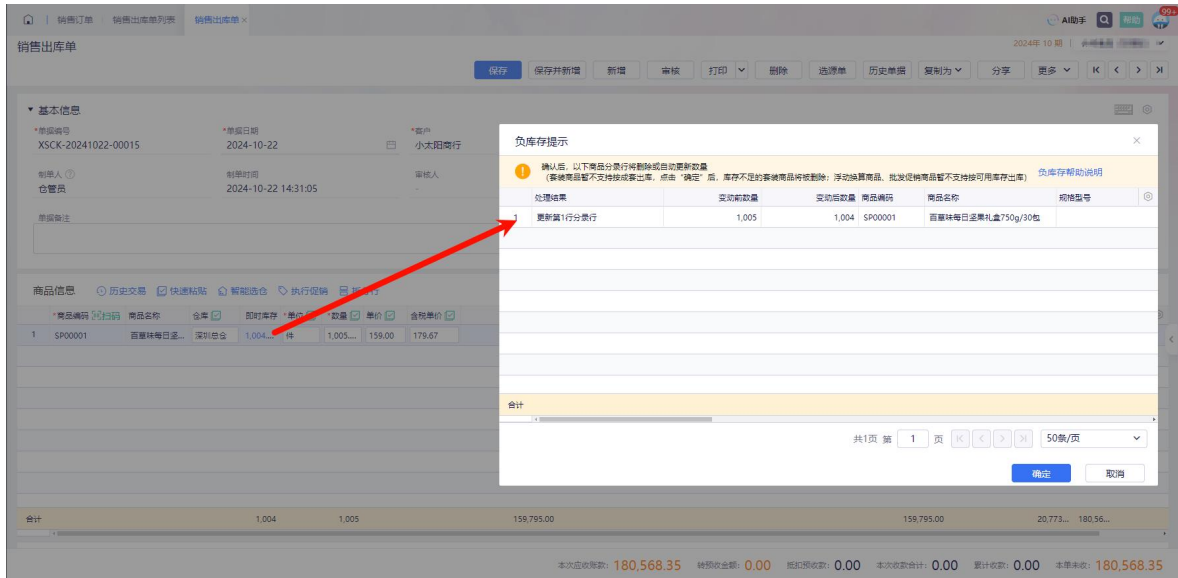 销售订单 销售出库单列表 销售出库单×
AI助手 帮助 99+
销售出库单
2024年 10 期
保存 保存并新增 新增 审核 打印 删除 选源单 历史单据 复制为 分享 更多
基本信息
*单据编号 *单据日期 *客户
XSCK-20241022-00015 2024-10-22 小太阳商行
制单人 ? 制单时间 审核人
仓管员 2024-10-22 14:31:05 -
单据备注
商品信息 历史交易 快速粘贴 智能选仓 执行促销
*商品编码 扫码 商品名称 仓库 即时库存 *单位 *数量 单价 含税单价
1 SP00001 百草味每日坚... 深圳总仓 1,004.... 件 1,005.... 159.00 179.67
合计 1,004 1,005 159,795.00 159,795.00 20,773... 180,56...
本次应收账款: 180,568.35 转预收金额: 0.00 抵扣预收款: 0.00 本次收款合计: 0.00 累计收款: 0.00 本单未收: 180,568.35
负库存提示
确认后,以下商品分录行将删除或自动更新数量
(套装商品暂不支持按成套出库,点击“确定”后,库存不足的套装商品将被删除;浮动换算商品、批发促销商品暂不支持按可用库存出库)
负库存帮助说明
处理结果 变动前数量 变动后数量 商品编码 商品名称 规格型号
1 更新第1行分录行 1,005 1,004 SP00001 百草味每日坚果礼盒750g/30包
合计
共1页 第 1 页 50条/页
确定 取消